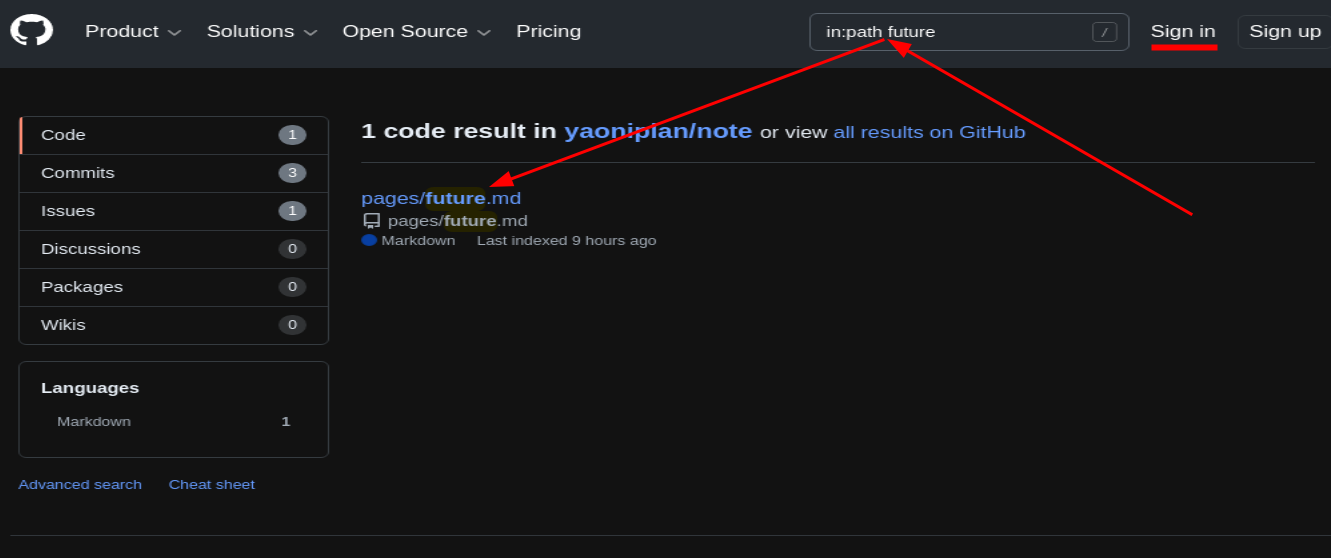 Product Solutions Open Source Pricing in:path future / Sign in Sign up
Code 1
Commits 3
Issues 1
Discussions 0
Packages 0
Wikis 0
Languages
Markdown 1
Advanced search Cheat sheet
1 code result in yaoniplan/note or view all results on GitHub
pages/future.md
pages/future.md
Markdown Last indexed 9 hours ago